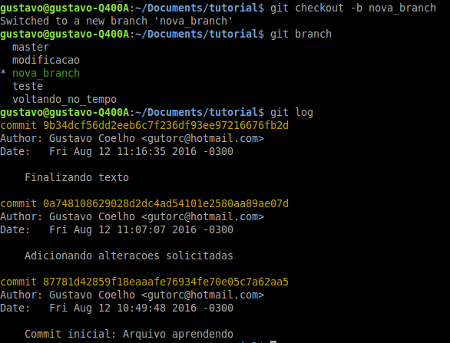 gustavo@gustavo-Q400A:~/Documents/tutorial$ git checkout -b nova_branch
Switched to a new branch 'nova_branch'
gustavo@gustavo-Q400A:~/Documents/tutorial$ git branch
master
modificacao
* nova_branch
teste
voltando_no_tempo
gustavo@gustavo-Q400A:~/Documents/tutorial$ git log
commit 9b34dcf56dd2eeb6c7f236df93ee97216676fb2d
Author: Gustavo Coelho <gutorc@hotmail.com>
Date:   Fri Aug 12 11:16:35 2016 -0300
Finalizando texto
commit 0a748108629028d2dc4ad54101e2580aa89ae07d
Author: Gustavo Coelho <gutorc@hotmail.com>
Date:   Fri Aug 12 11:07:07 2016 -0300
Adicionando alteracoes solicitadas
commit 87781d42859f18eaaafe76934fe70e05c7a62aa5
Author: Gustavo Coelho <gutorc@hotmail.com>
Date:   Fri Aug 12 10:49:48 2016 -0300
Commit inicial: Arquivo aprendendo